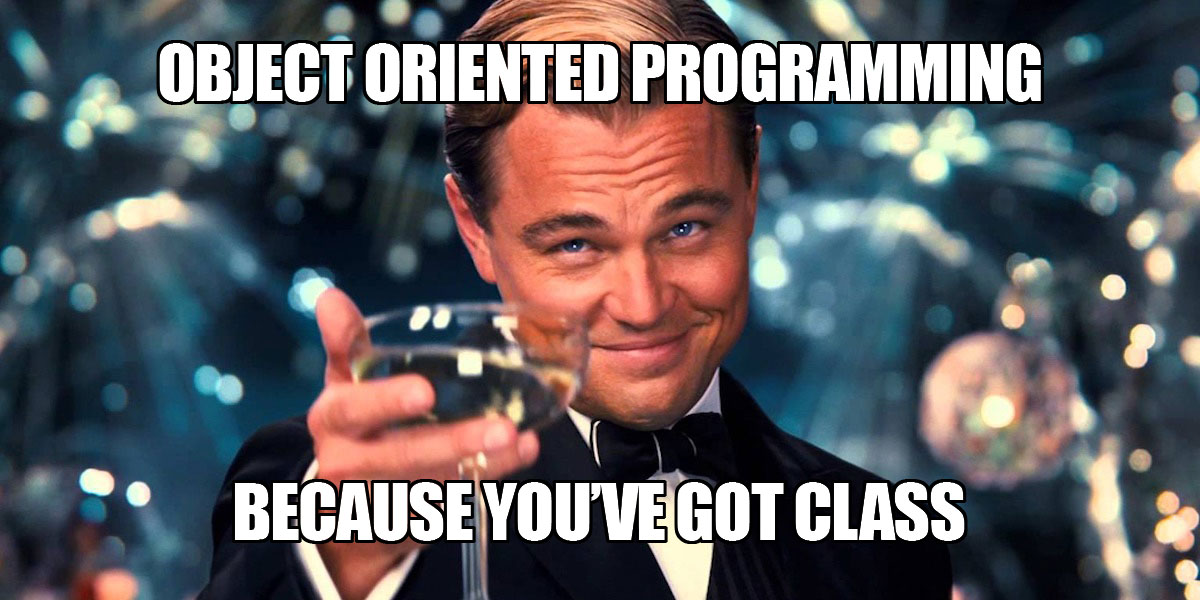 OBJECT ORIENTED PROGRAMMING
BECAUSE YOU’VE GOT CLASS